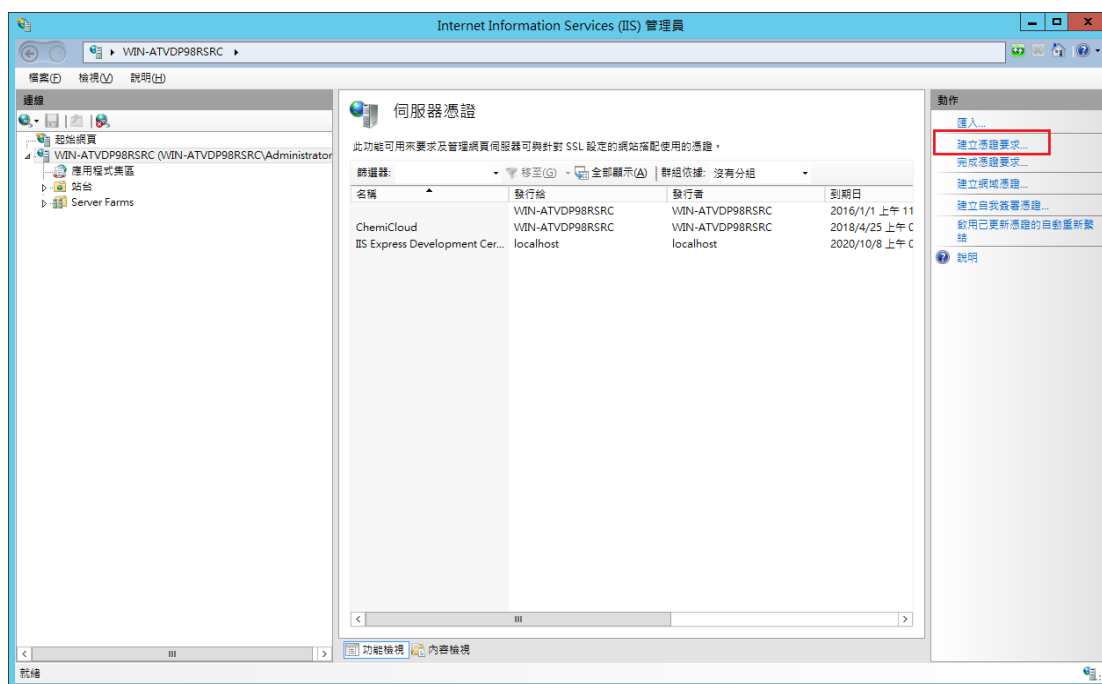 Internet Information Services (IIS) 管理員
WIN-ATVDP98RSRC
檔案(F) 檢視(V) 說明(H)
連線
起始網頁
WIN-ATVDP98RSRC (WIN-ATVDP98RSRC\Administrator
應用程式集區
站台
Server Farms
伺服器憑證
此功能可用來要求及管理網頁伺服器可與針對 SSL 設定的網站搭配使用的憑證。
篩選器: 移至(G) 全部顯示(A) 群組依據: 沒有分組
名稱 發行給 發行者 到期日
WIN-ATVDP98RSRC WIN-ATVDP98RSRC 2016/1/1 上午 11
ChemiCloud WIN-ATVDP98RSRC WIN-ATVDP98RSRC 2018/4/25 上午 0
IIS Express Development Cer... localhost localhost 2020/10/8 上午 0
功能檢視 內容檢視
動作
匯入...
建立憑證要求...
完成憑證要求...
建立網域憑證...
建立自我簽署憑證...
啟用已更新憑證的自動重新繫
結
說明
就緒